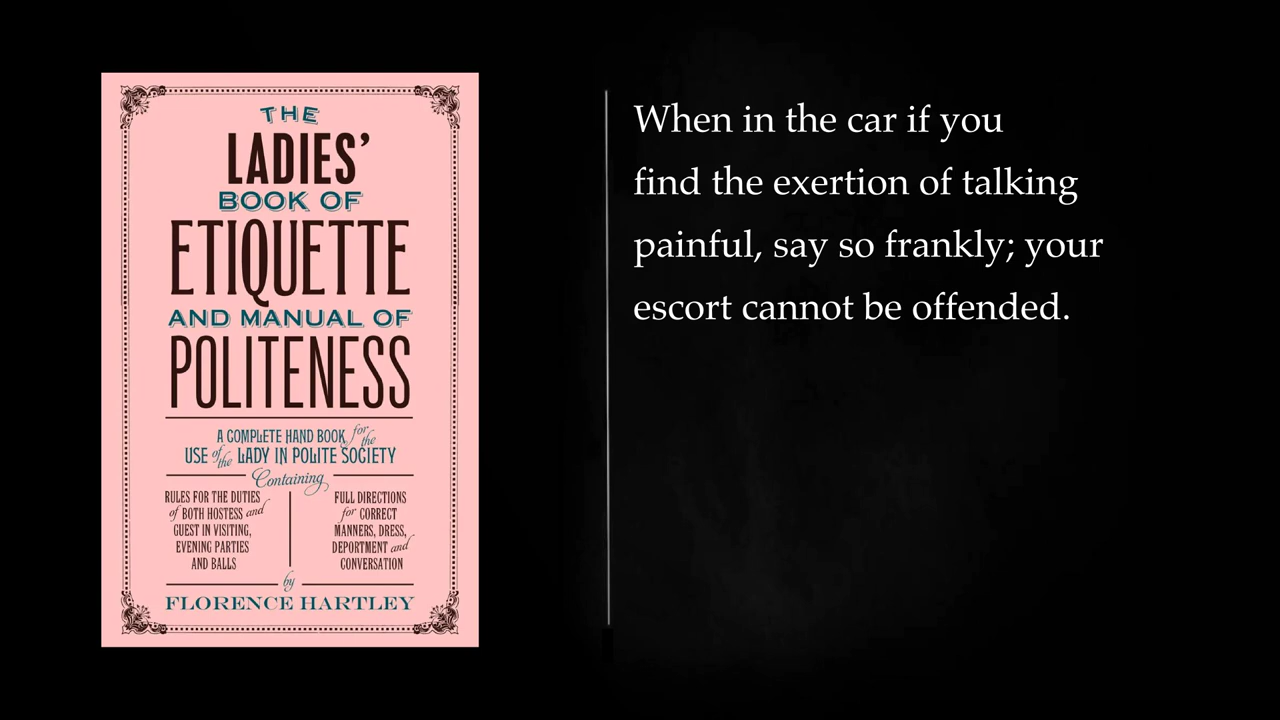 THE
LADIES’
BOOK OF
ETIQUETTE
AND MANUAL OF
POLITENESS
A COMPLETE HAND BOOK for the
USE of the LADY IN POLITE SOCIETY
Containing
RULES FOR THE DUTIES
of BOTH HOSTESS and
GUEST IN VISITING,
EVENING PARTIES
AND BALLS
FULL DIRECTIONS
for CORRECT
MANNERS, DRESS,
DEPORTMENT and
CONVERSATION
by
FLORENCE HARTLEY
When in the car if you
find the exertion of talking
painful, say so frankly; your
escort cannot be offended.